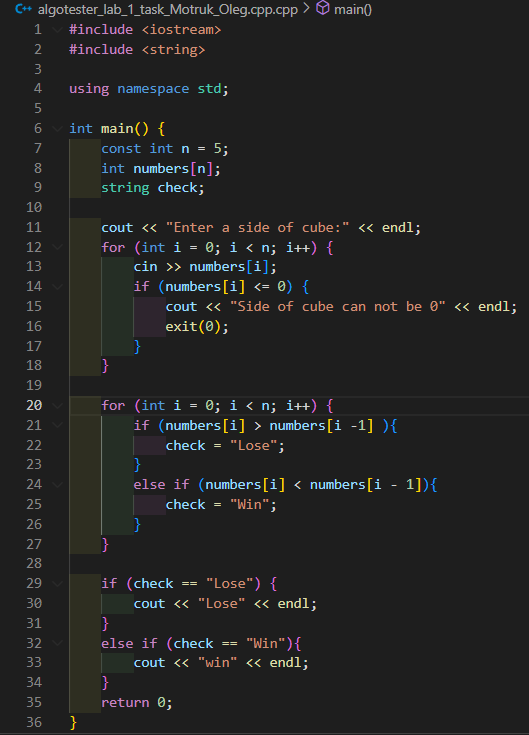 algotester_lab_1_task_Motruk_Oleg.cpp.cpp > main()
1 #include <iostream>
2 #include <string>
3
4 using namespace std;
5
6 int main() {
7     const int n = 5;
8     int numbers[n];
9     string check;
10
11     cout << "Enter a side of cube:" << endl;
12     for (int i = 0; i < n; i++) {
13         cin >> numbers[i];
14         if (numbers[i] <= 0) {
15             cout << "Side of cube can not be 0" << endl;
16             exit(0);
17         }
18     }
19
20     for (int i = 0; i < n; i++) {
21         if (numbers[i] > numbers[i -1] ){
22             check = "Lose";
23         }
24         else if (numbers[i] < numbers[i - 1]){
25             check = "Win";
26         }
27     }
28
29     if (check == "Lose") {
30         cout << "Lose" << endl;
31     }
32     else if (check == "Win"){
33         cout << "win" << endl;
34     }
35     return 0;
36 }